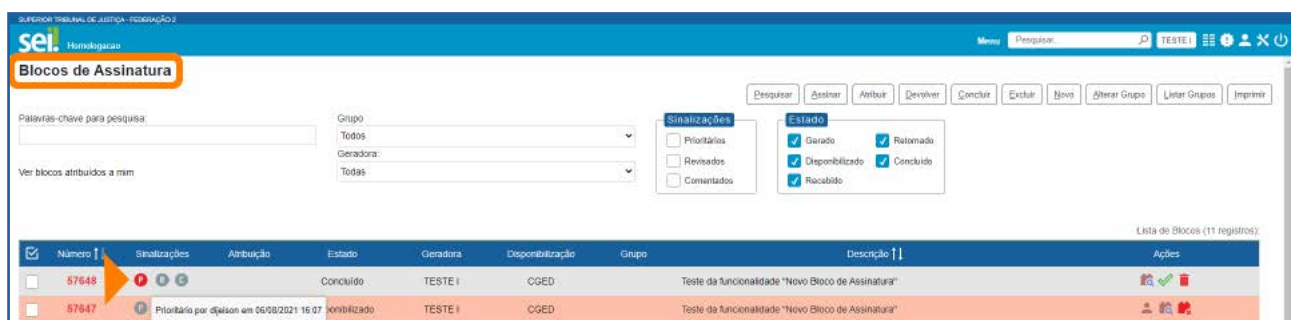 SUPERIOR TRIBUNAL DE JUSTIÇA - FEDERAÇÃO 2
sei. Homologacao
Menu Pesquisar... TESTE I
Blocos de Assinatura
Pesquisar Assinar Atribuir Devolver Concluir Excluir Novo Alterar Grupo Listar Grupos Imprimir
Palavras-chave para pesquisa:
Grupo
Todos
Geradora:
Todas
Ver blocos atribuídos a mim
Sinalizações
Prioritários
Revisados
Comentados
Estado
Gerado Retornado
Disponibilizado Concluído
Recebido
Lista de Blocos (11 registros):
Número Sinalizações Atribuição Estado Geradora Disponibilização Grupo Descrição Ações
57648 P R C Concluído TESTE I CGED Teste da funcionalidade "Novo Bloco de Assinatura"
57647 P Prioritário por dijeison em 06/08/2021 16:07 ponibilizado TESTE I CGED Teste da funcionalidade "Novo Bloco de Assinatura"